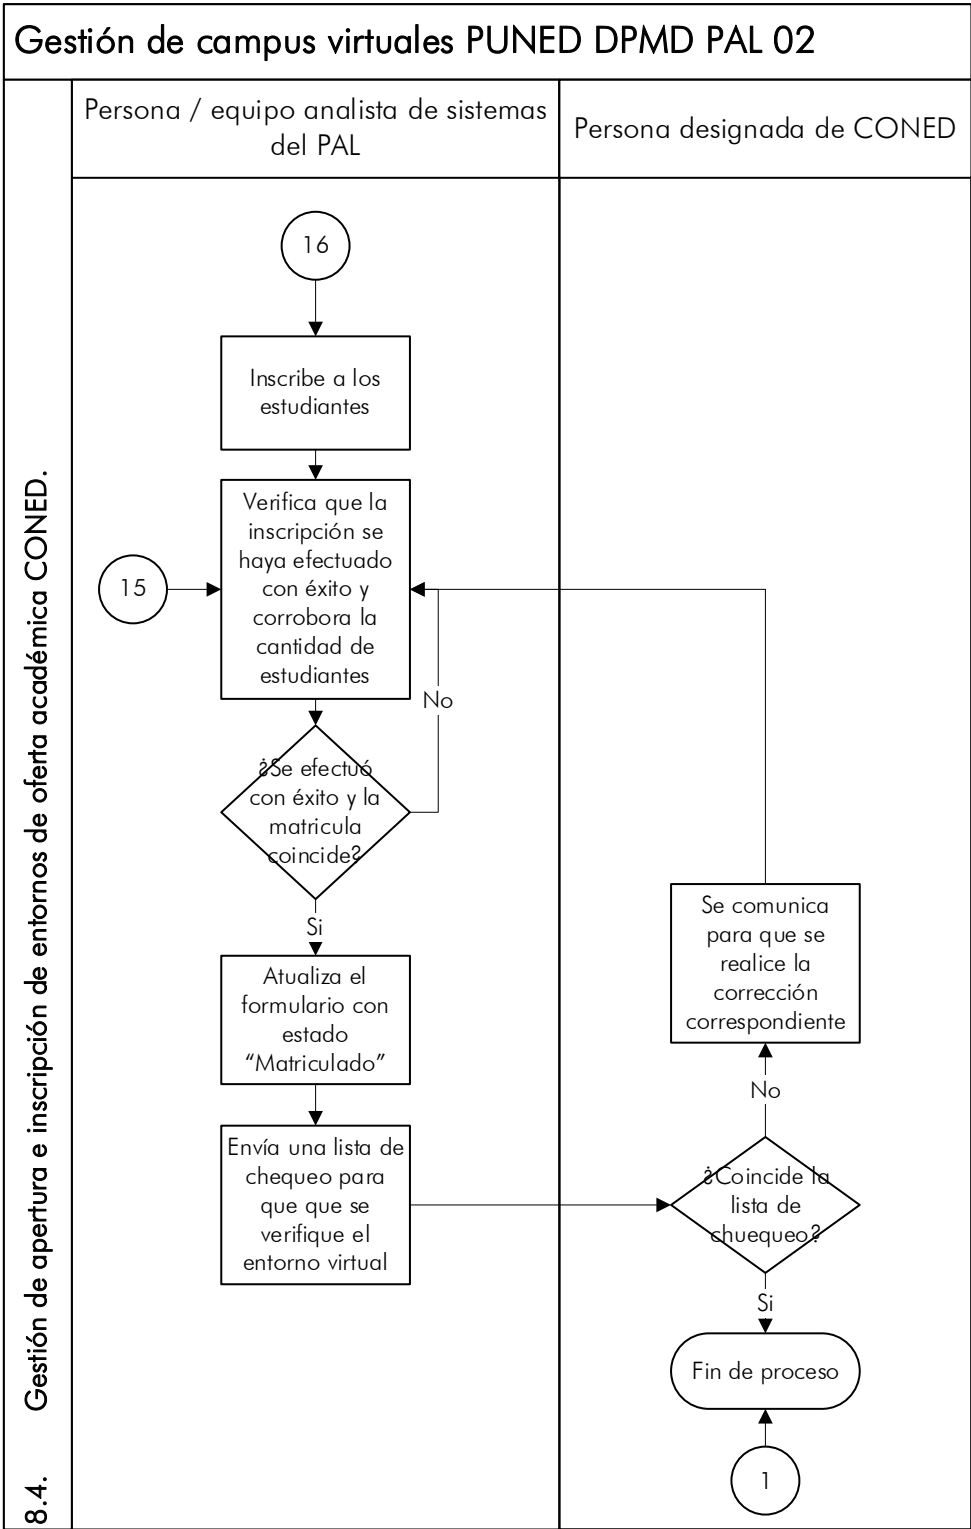 Gestión de campus virtuales PUNED DPMD PAL 02
8.4. Gestión de apertura e inscripción de entornos de oferta académica CONED.
Persona / equipo analista de sistemas
del PAL
Persona designada de CONED
16
Inscribe a los
estudiantes
Verifica que la
inscripción se
haya efectuado
con éxito y
corrobora la
cantidad de
estudiantes
15
No
¿Se efectuó
con éxito y la
matricula
coincide?
Si
Atualiza el
formulario con
estado
“Matriculado”
Envía una lista de
chequeo para
que que se
verifique el
entorno virtual
Se comunica
para que se
realice la
corrección
correspondiente
No
¿Coincide la
lista de
chuequeo?
Si
Fin de proceso
1